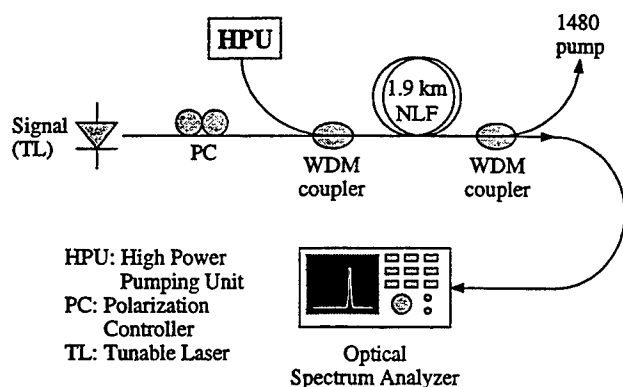 HPU
1480
pump
1.9 km
NLF
Signal
(TL)
PC
WDM
coupler
WDM
coupler
HPU: High Power
Pumping Unit
PC: Polarization
Controller
TL: Tunable Laser
Optical
Spectrum Analyzer